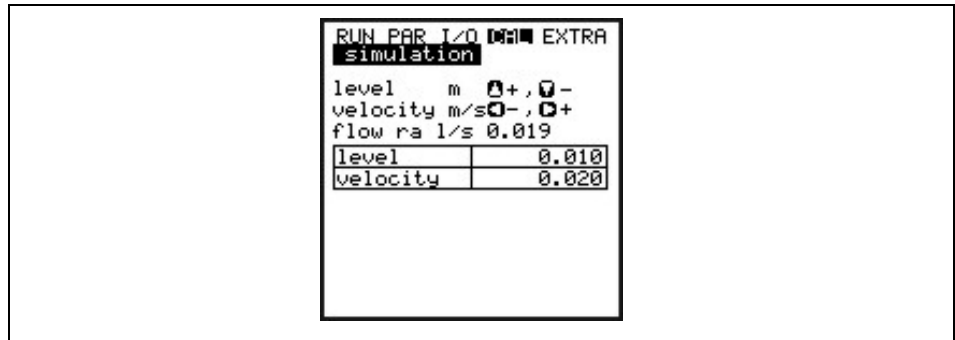 RUN PAR I/O CAL EXTRA
simulation
level m +,-
velocity m/s-,+
flow ra l/s 0.019
level 0.010
velocity 0.020